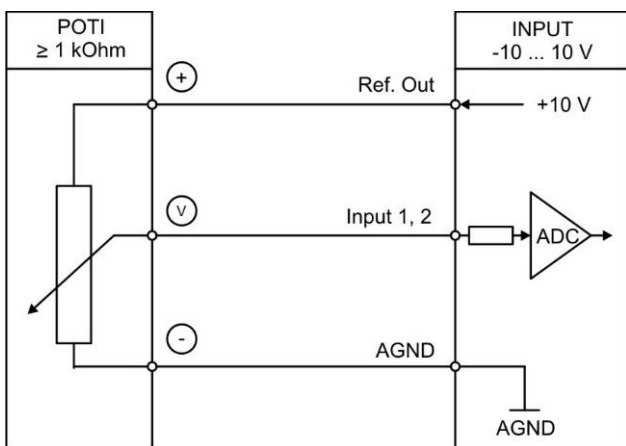 POTI
≥ 1 kOhm
INPUT
-10 ... 10 V
+
Ref. Out
+10 V
V
Input 1, 2
ADC
-
AGND
AGND